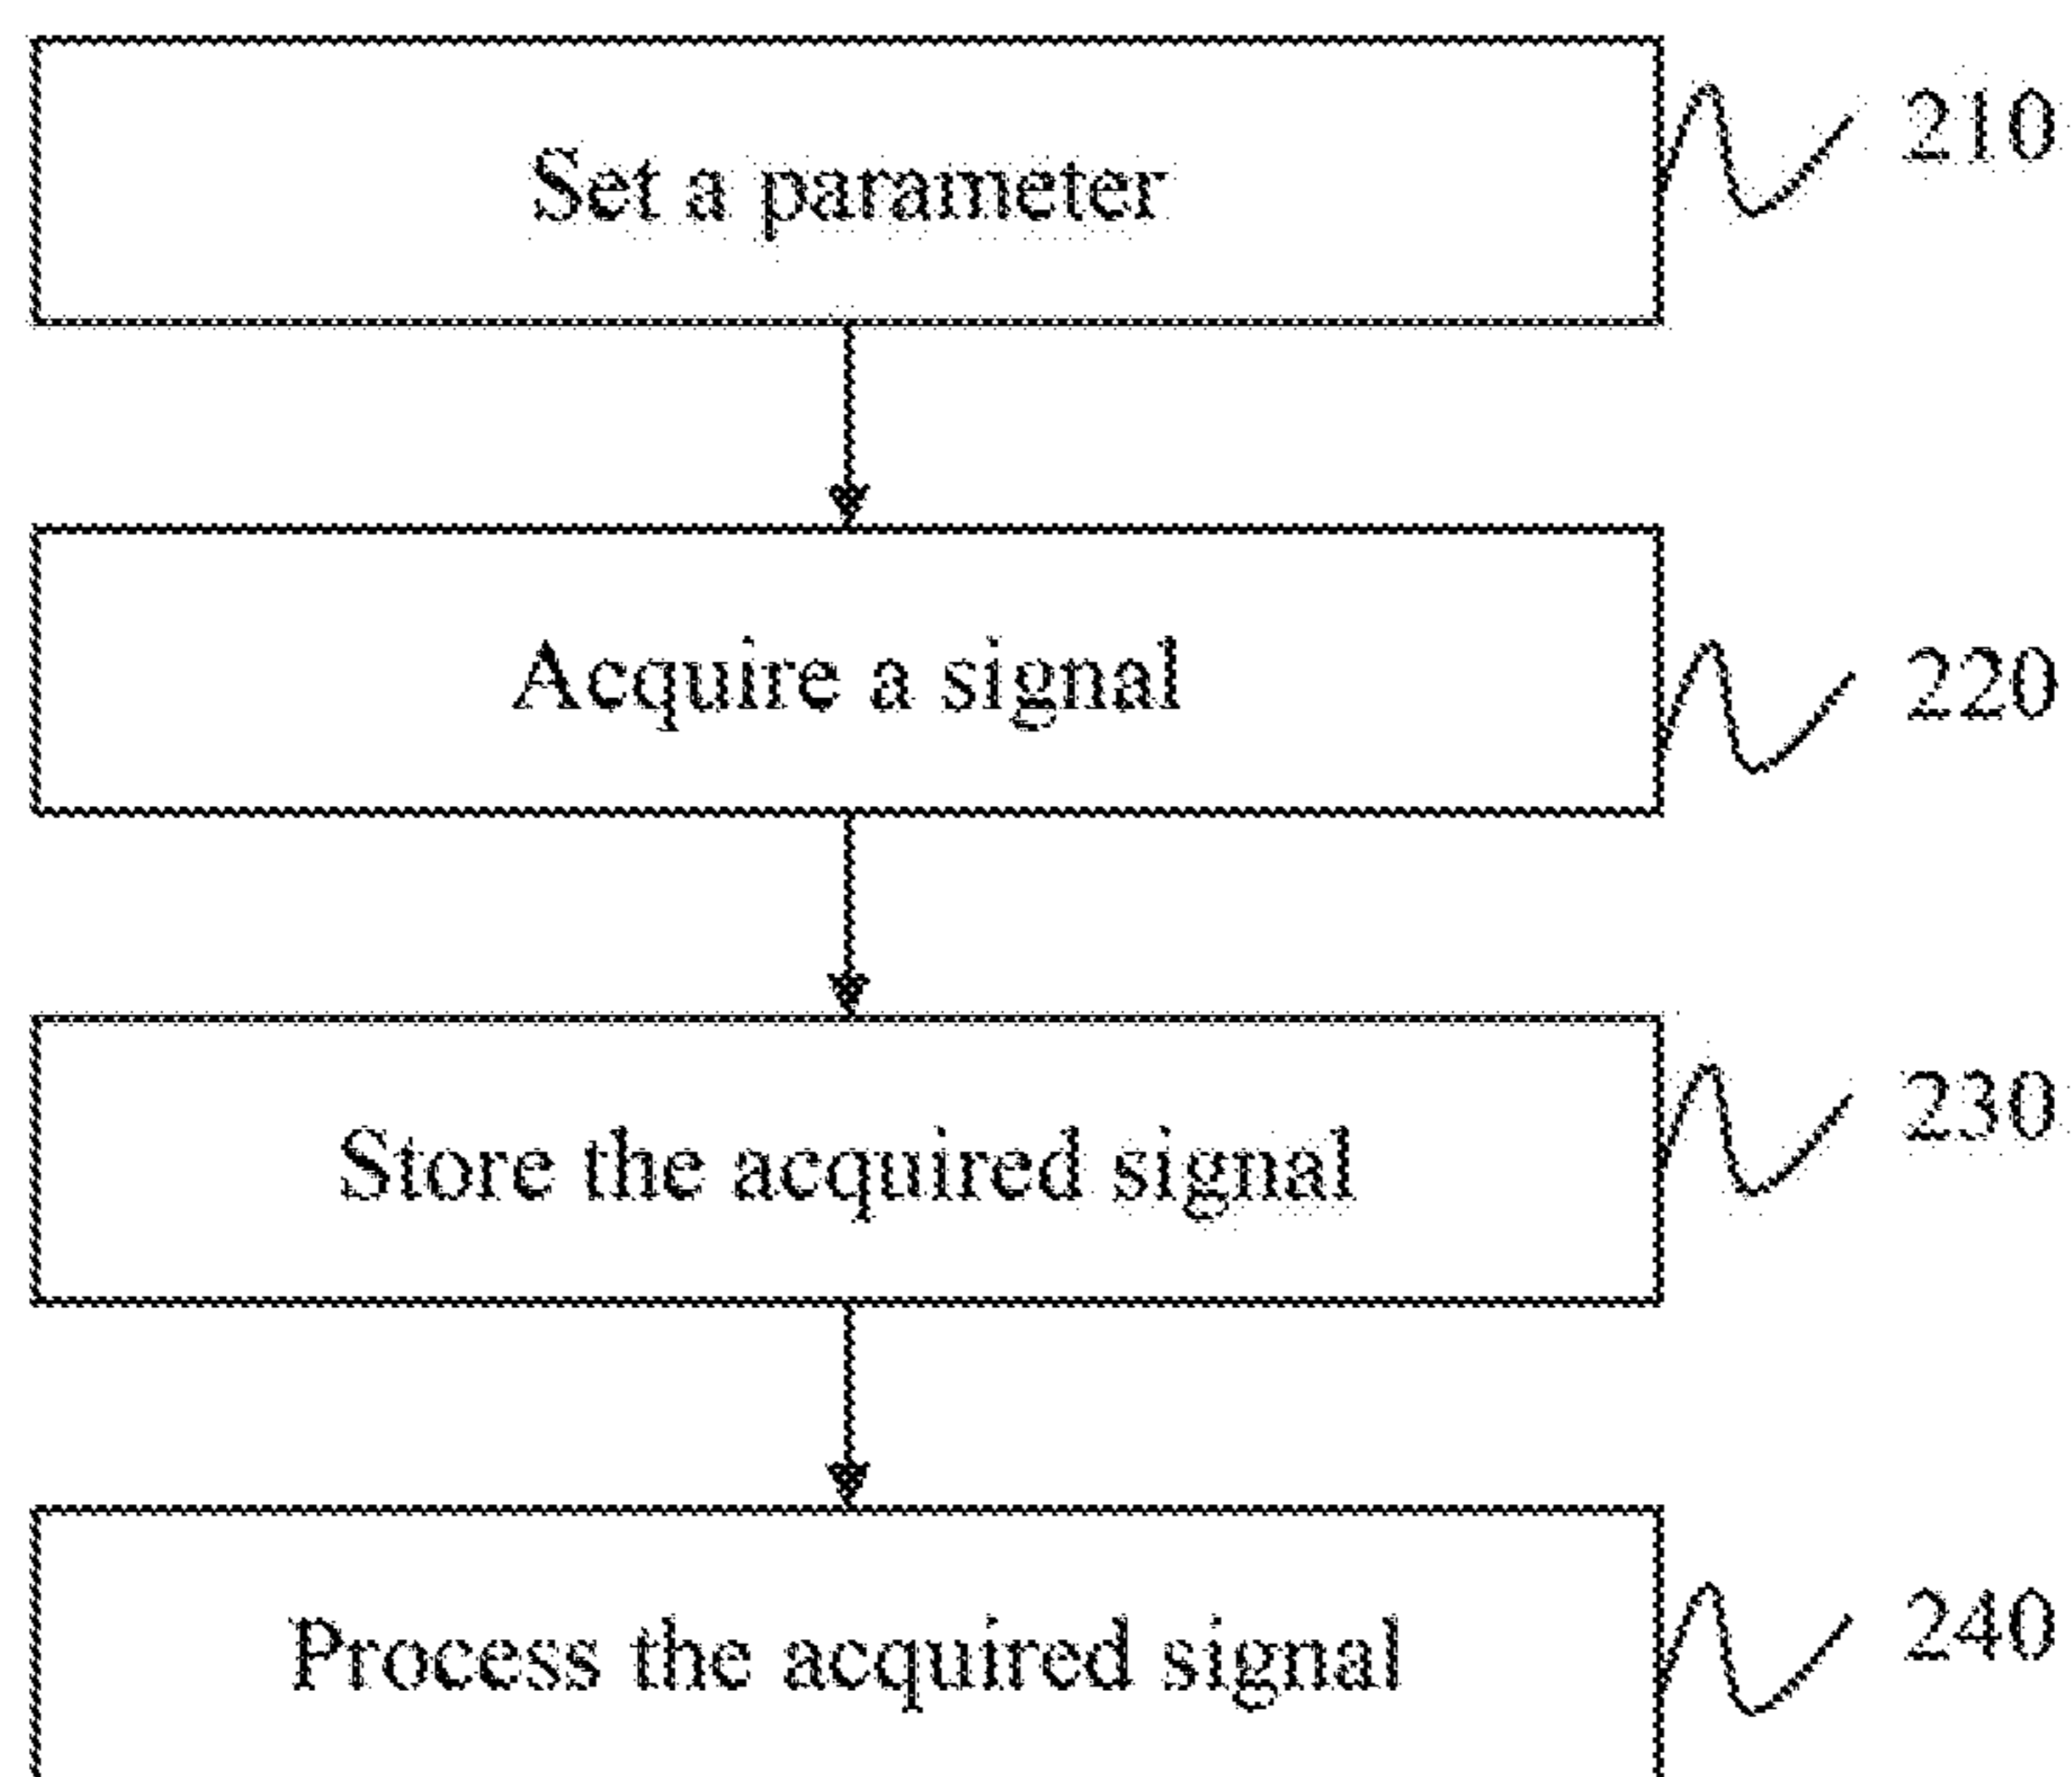 Set a parameter
210
Acquire a signal
220
Store the acquired signal
230
Process the acquired signal
240